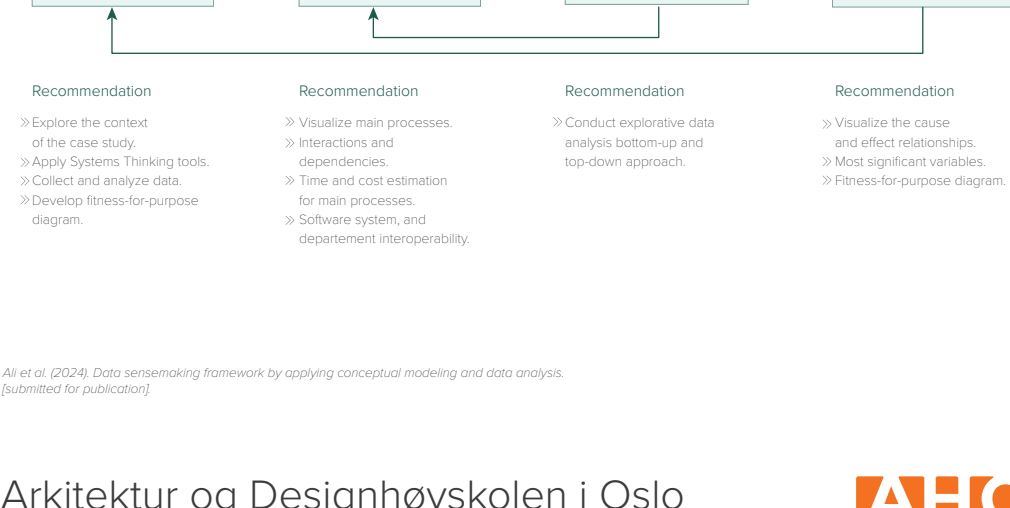 Recommendation
» Explore the context
of the case study.
» Apply Systems Thinking tools.
» Collect and analyze data.
» Develop fitness-for-purpose
diagram.
Recommendation
» Visualize main processes.
» Interactions and
dependencies.
» Time and cost estimation
for main processes.
» Software system, and
departement interoperability.
Recommendation
» Conduct explorative data
analysis bottom-up and
top-down approach.
Recommendation
» Visualize the cause
and effect relationships.
» Most significant variables.
» Fitness-for-purpose diagram.
Ali et al. (2024). Data sensemaking framework by applying conceptual modeling and data analysis.
[submitted for publication].
Arkitektur og Designhøyskolen i Oslo